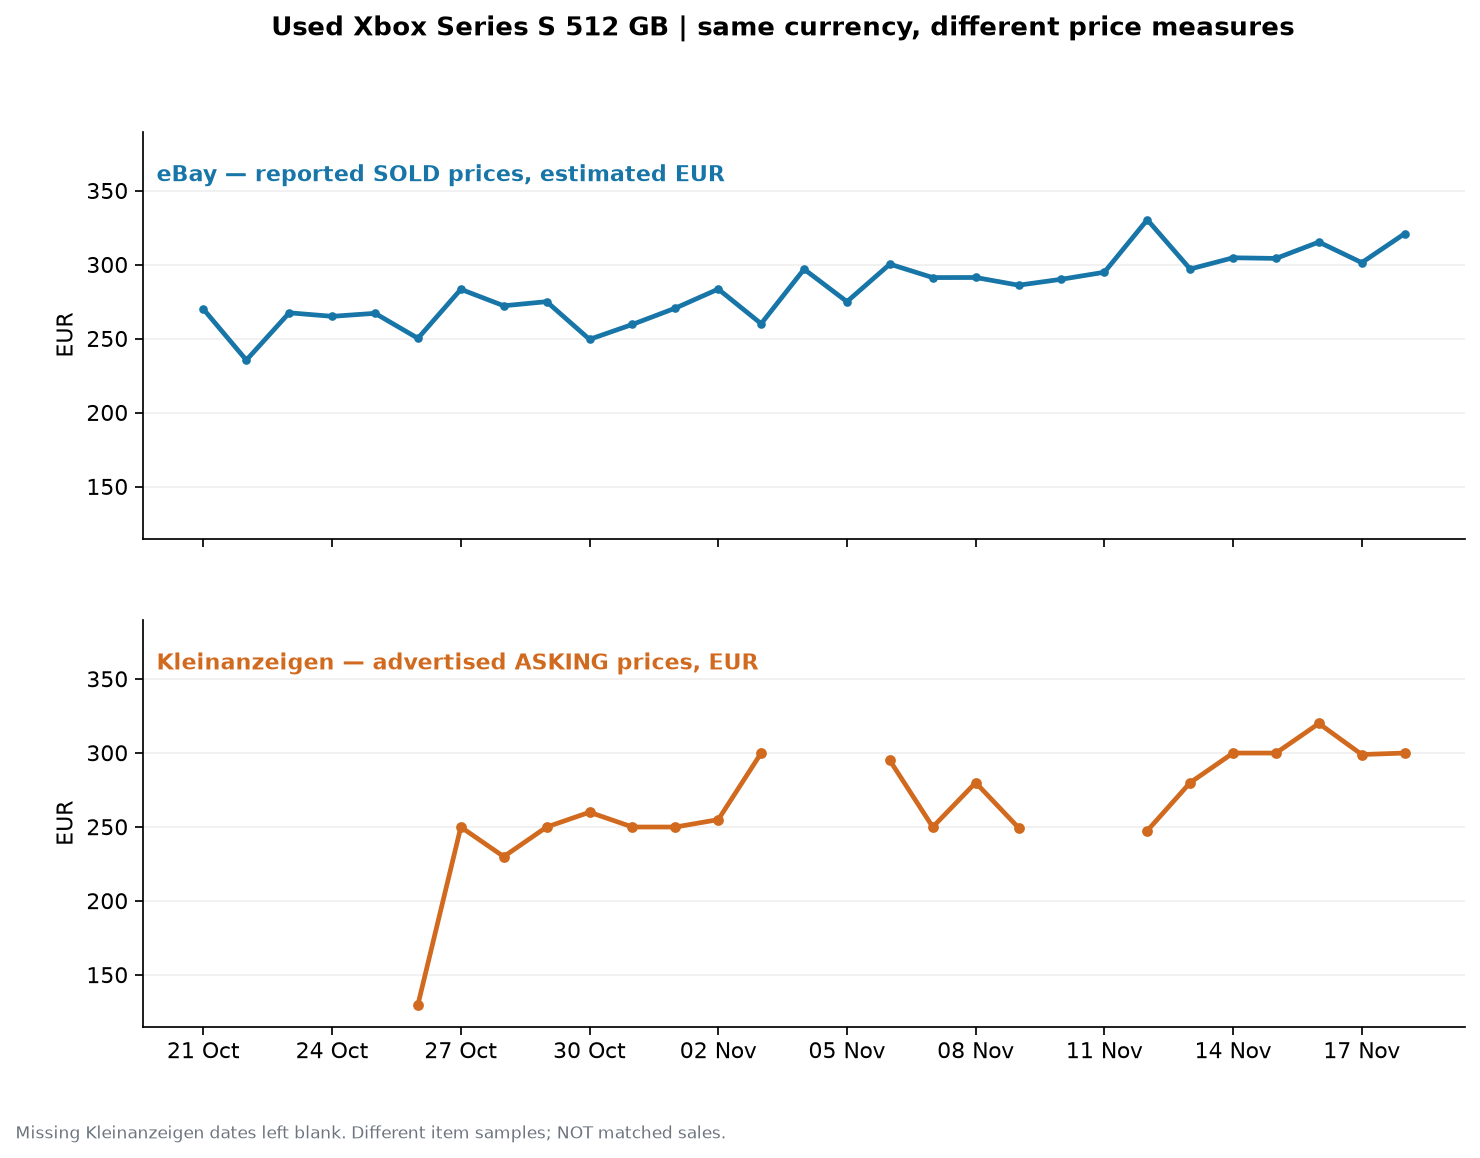 Used Xbox Series S 512 GB | same currency, different price measures
eBay — reported SOLD prices, estimated EUR
350
300
250
200
150
EUR
Kleinanzeigen — advertised ASKING prices, EUR
350
300
250
200
150
EUR
21 Oct 24 Oct 27 Oct 30 Oct 02 Nov 05 Nov 08 Nov 11 Nov 14 Nov 17 Nov
Missing Kleinanzeigen dates left blank. Different item samples; NOT matched sales.